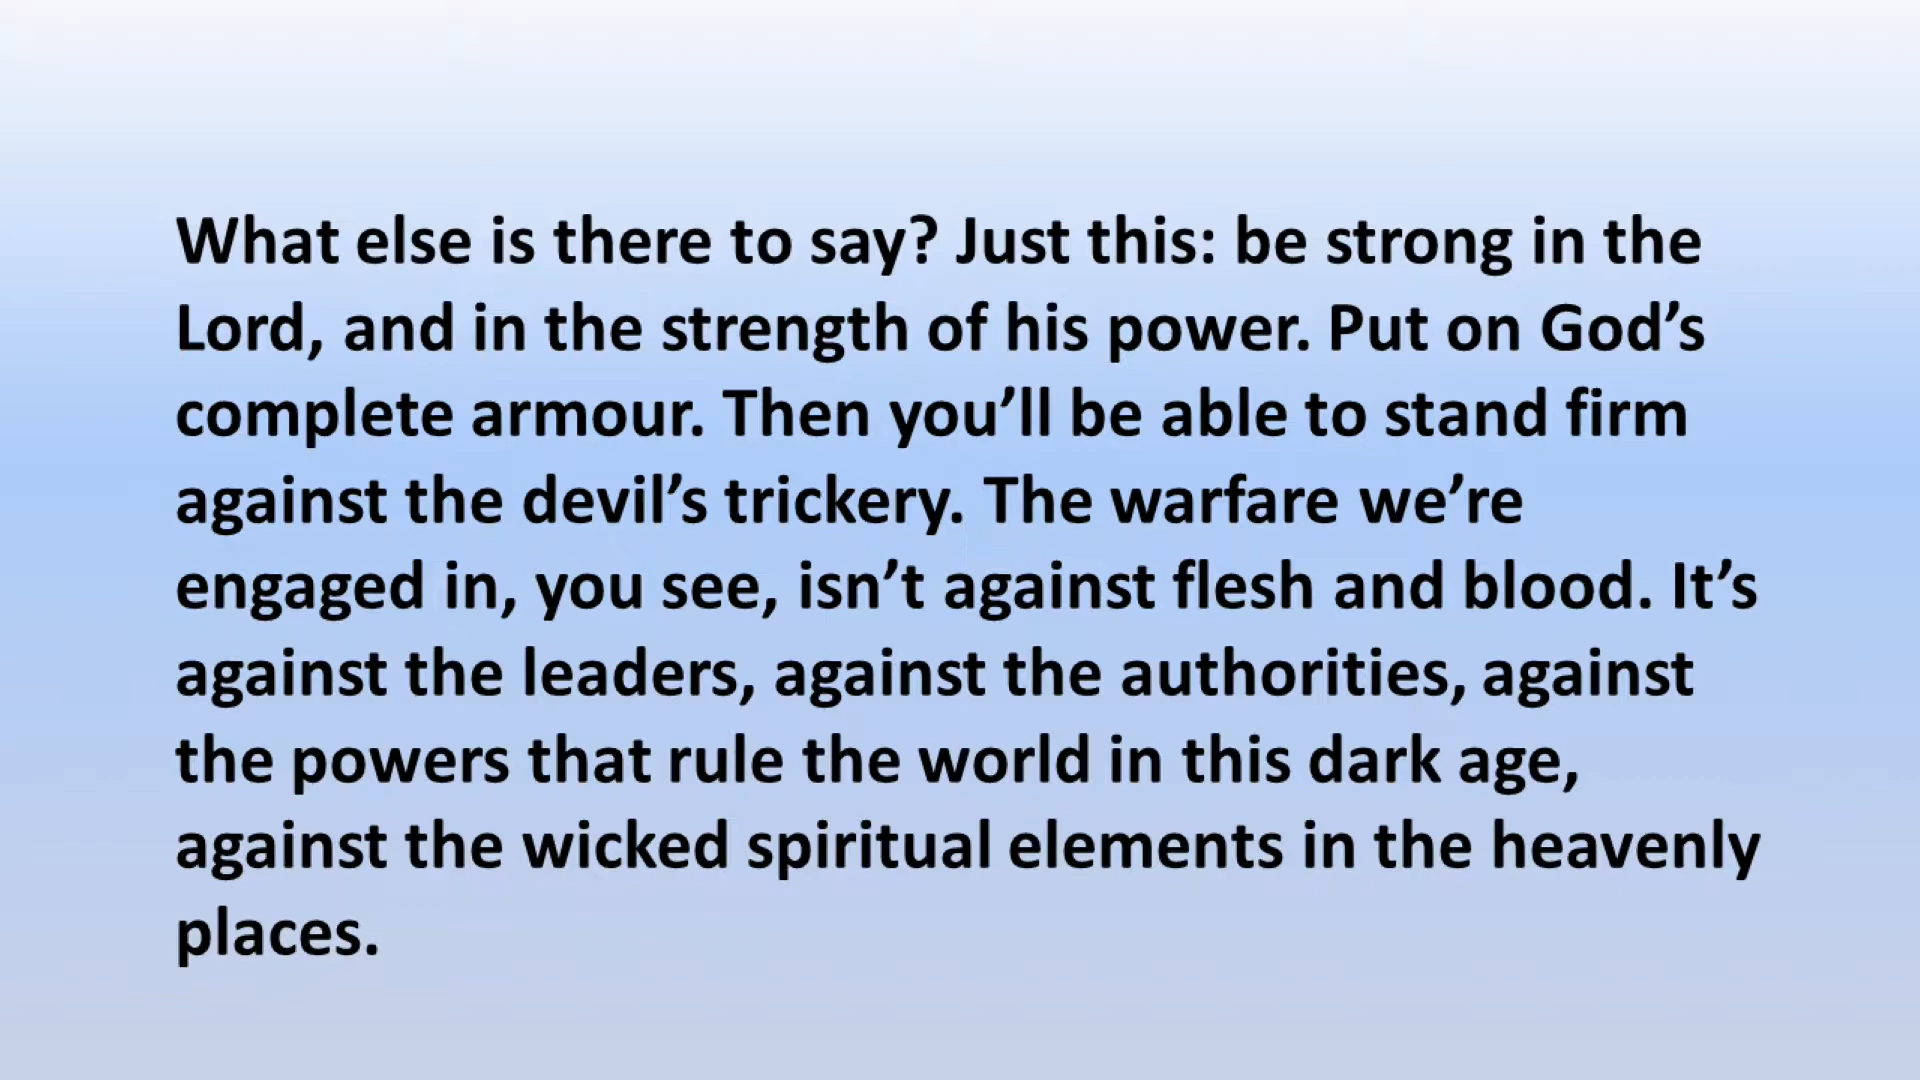 What else is there to say? Just this: be strong in the
Lord, and in the strength of his power. Put on God’s
complete armour. Then you’ll be able to stand firm
against the devil’s trickery. The warfare we’re
engaged in, you see, isn’t against flesh and blood. It’s
against the leaders, against the authorities, against
the powers that rule the world in this dark age,
against the wicked spiritual elements in the heavenly
places.